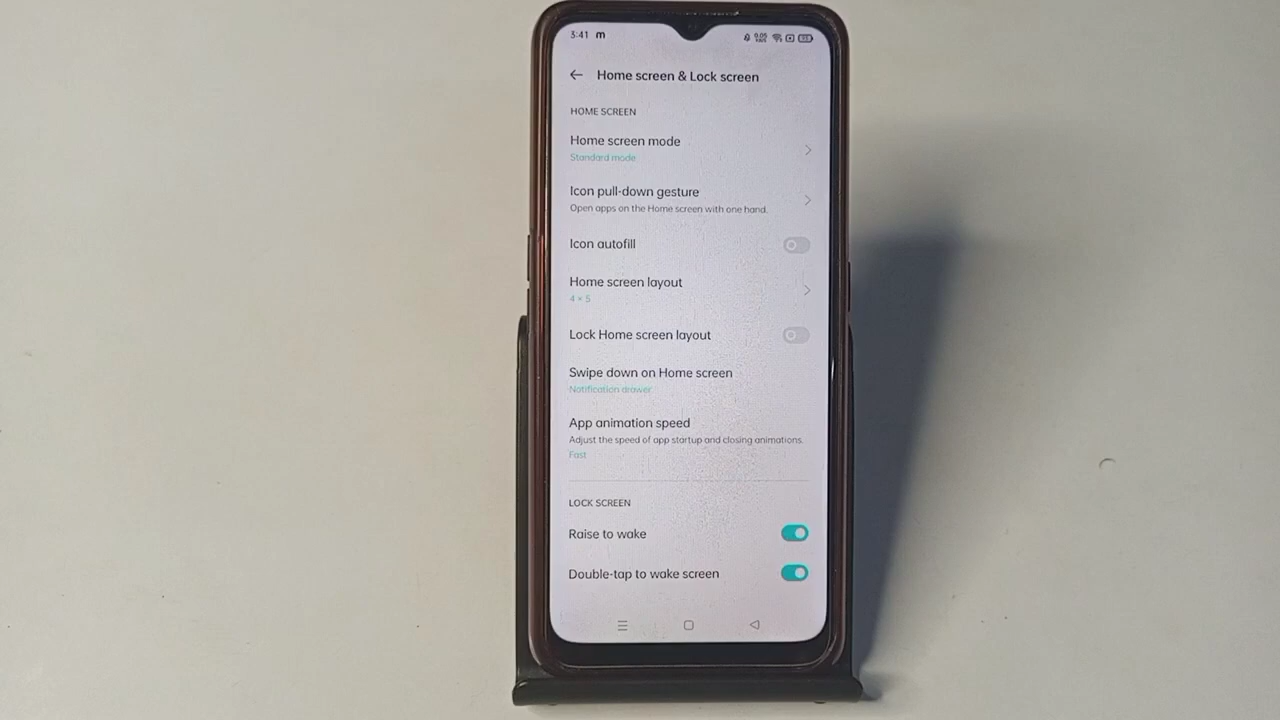 3:41 m
Home screen & Lock screen
HOME SCREEN
Home screen mode
Standard mode
Icon pull-down gesture
Open apps on the Home screen with one hand.
Icon autofill
Home screen layout
4 × 5
Lock Home screen layout
Swipe down on Home screen
Notification drawer
App animation speed
Adjust the speed of app startup and closing animations.
Fast
LOCK SCREEN
Raise to wake
Double-tap to wake screen